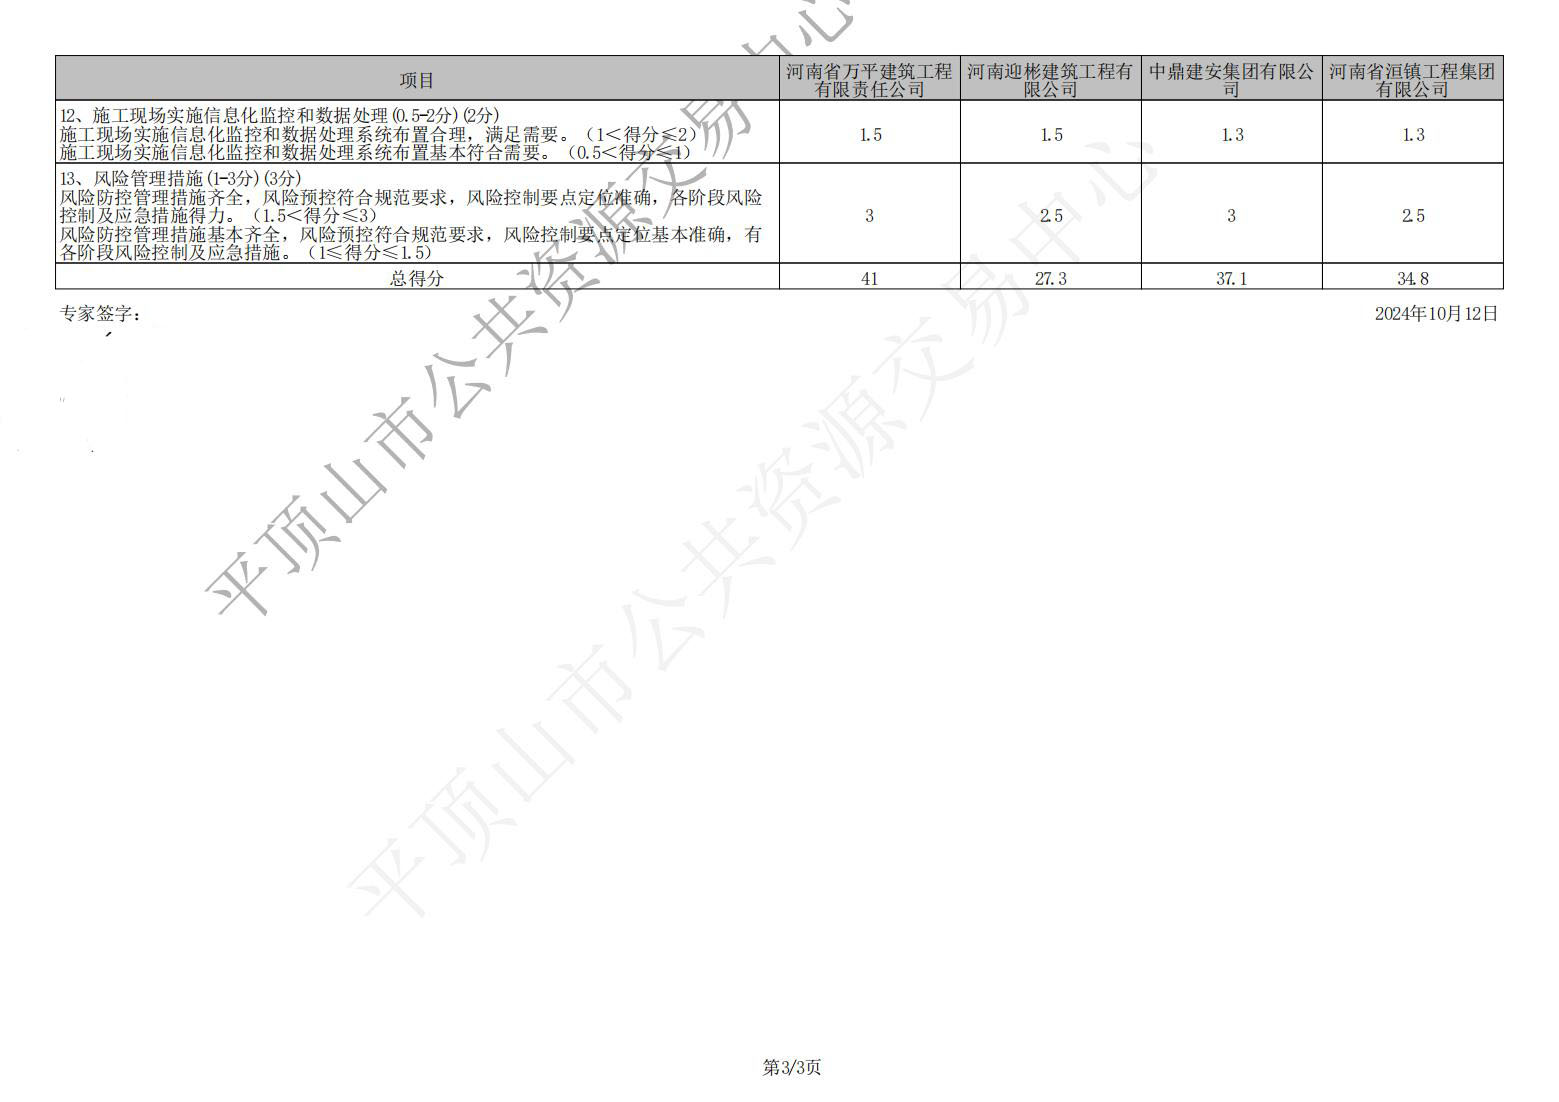 项目
河南省万平建筑工程
有限责任公司
河南迎彬建筑工程有
限公司
中鼎建安集团有限公
司
河南省洹镇工程集团
有限公司
12、施工现场实施信息化监控和数据处理(0.5-2分)(2分)
施工现场实施信息化监控和数据处理系统布置合理，满足需要。（1＜得分≤2）
施工现场实施信息化监控和数据处理系统布置基本符合需要。（0.5＜得分≤1）
1.5
1.5
1.3
1.3
13、风险管理措施(1-3分)(3分)
风险防控管理措施齐全，风险预控符合规范要求，风险控制要点定位准确，各阶段风险
控制及应急措施得力。（1.5＜得分≤3）
风险防控管理措施基本齐全，风险预控符合规范要求，风险控制要点定位基本准确，有
各阶段风险控制及应急措施。（1≤得分≤1.5）
3
2.5
3
2.5
总得分
41
27.3
37.1
34.8
专家签字：
2024年10月12日
平顶山市公共资源交易中心
平顶山市公共资源交易中心
第3/3页